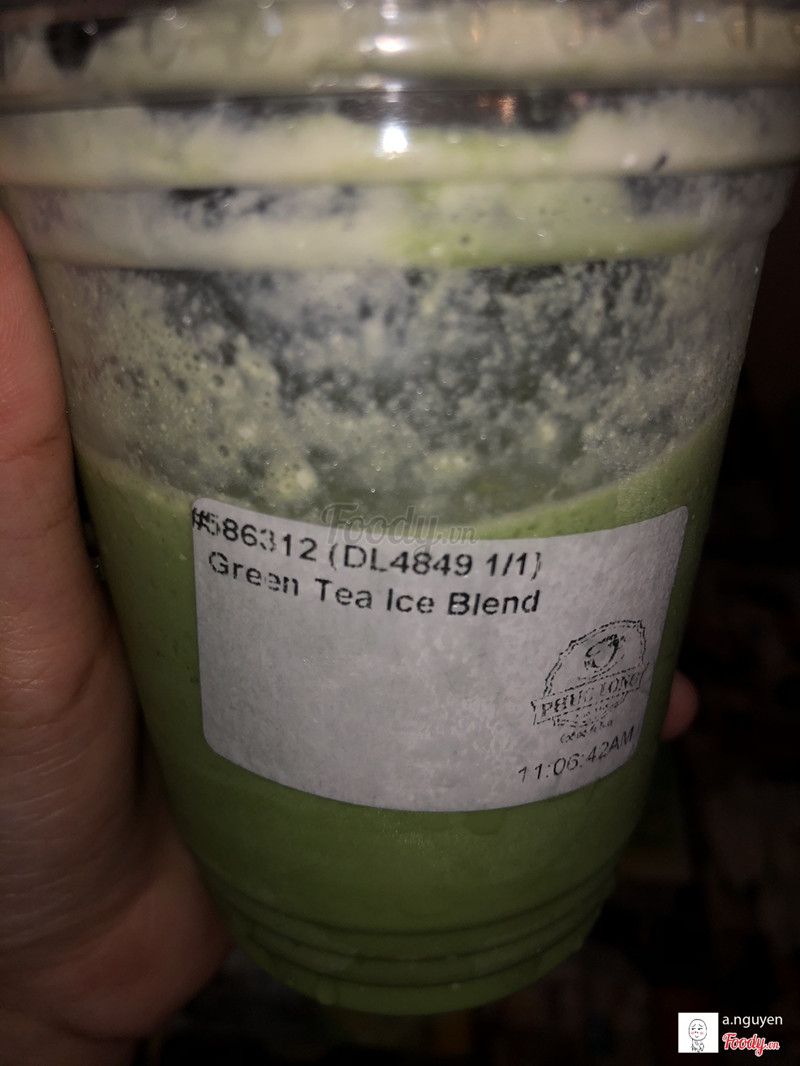 Foody.vn
#586312 (DL4849 1/1)
Green Tea Ice Blend
PHUC LONG
11:06:42AM
a.nguyen
Foody.vn